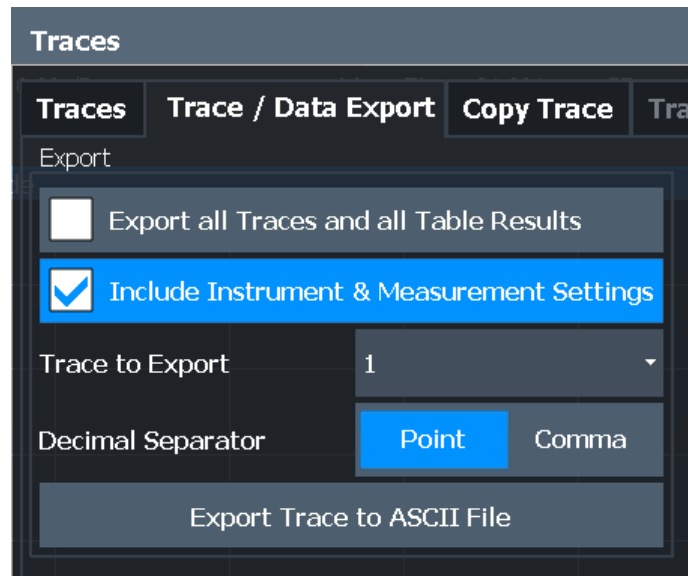 Traces
Traces Trace / Data Export Copy Trace Tra
Export
Export all Traces and all Table Results
Include Instrument & Measurement Settings
Trace to Export 1
Decimal Separator Point Comma
Export Trace to ASCII File